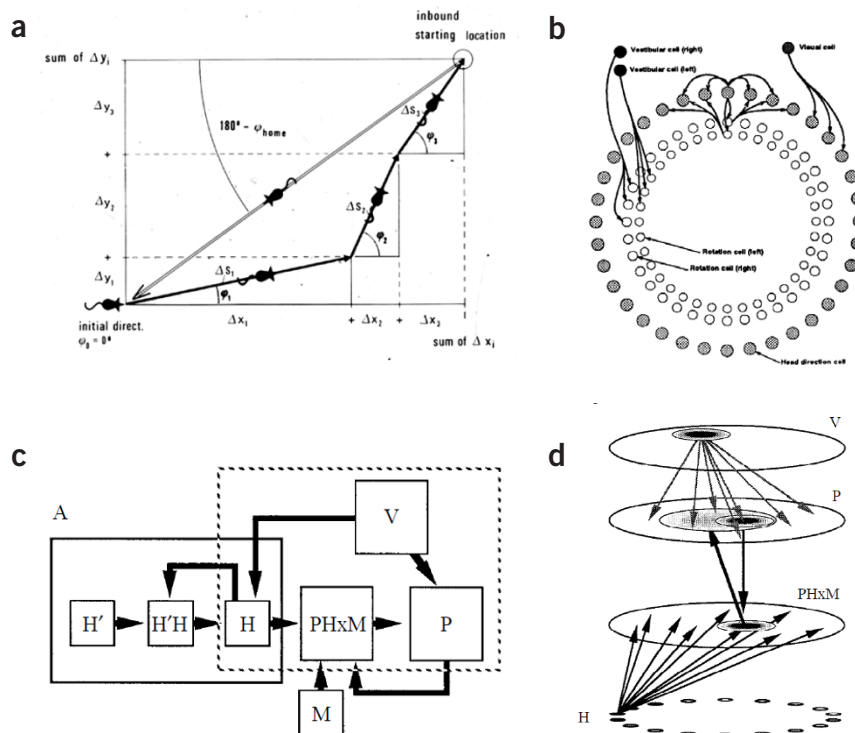 a
inbound
starting location
sum of Δyᵢ
Δy₃
180° - φhome
ΔS₃
φ₃
Δy₂
ΔS₂
φ₂
Δy₁
ΔS₁
φ₁
initial direct.
φ₀ = 0°
Δx₁
+ Δx₂ + Δx₃
sum of Δ xᵢ
b
Vestibular cell (right)
Vestibular cell (left)
Visual cell
Rotation cell (left)
Rotation cell (right)
Head direction cell
c
A
V
H′
H′H
H
PHxM
P
M
d
V
P
PHxM
H